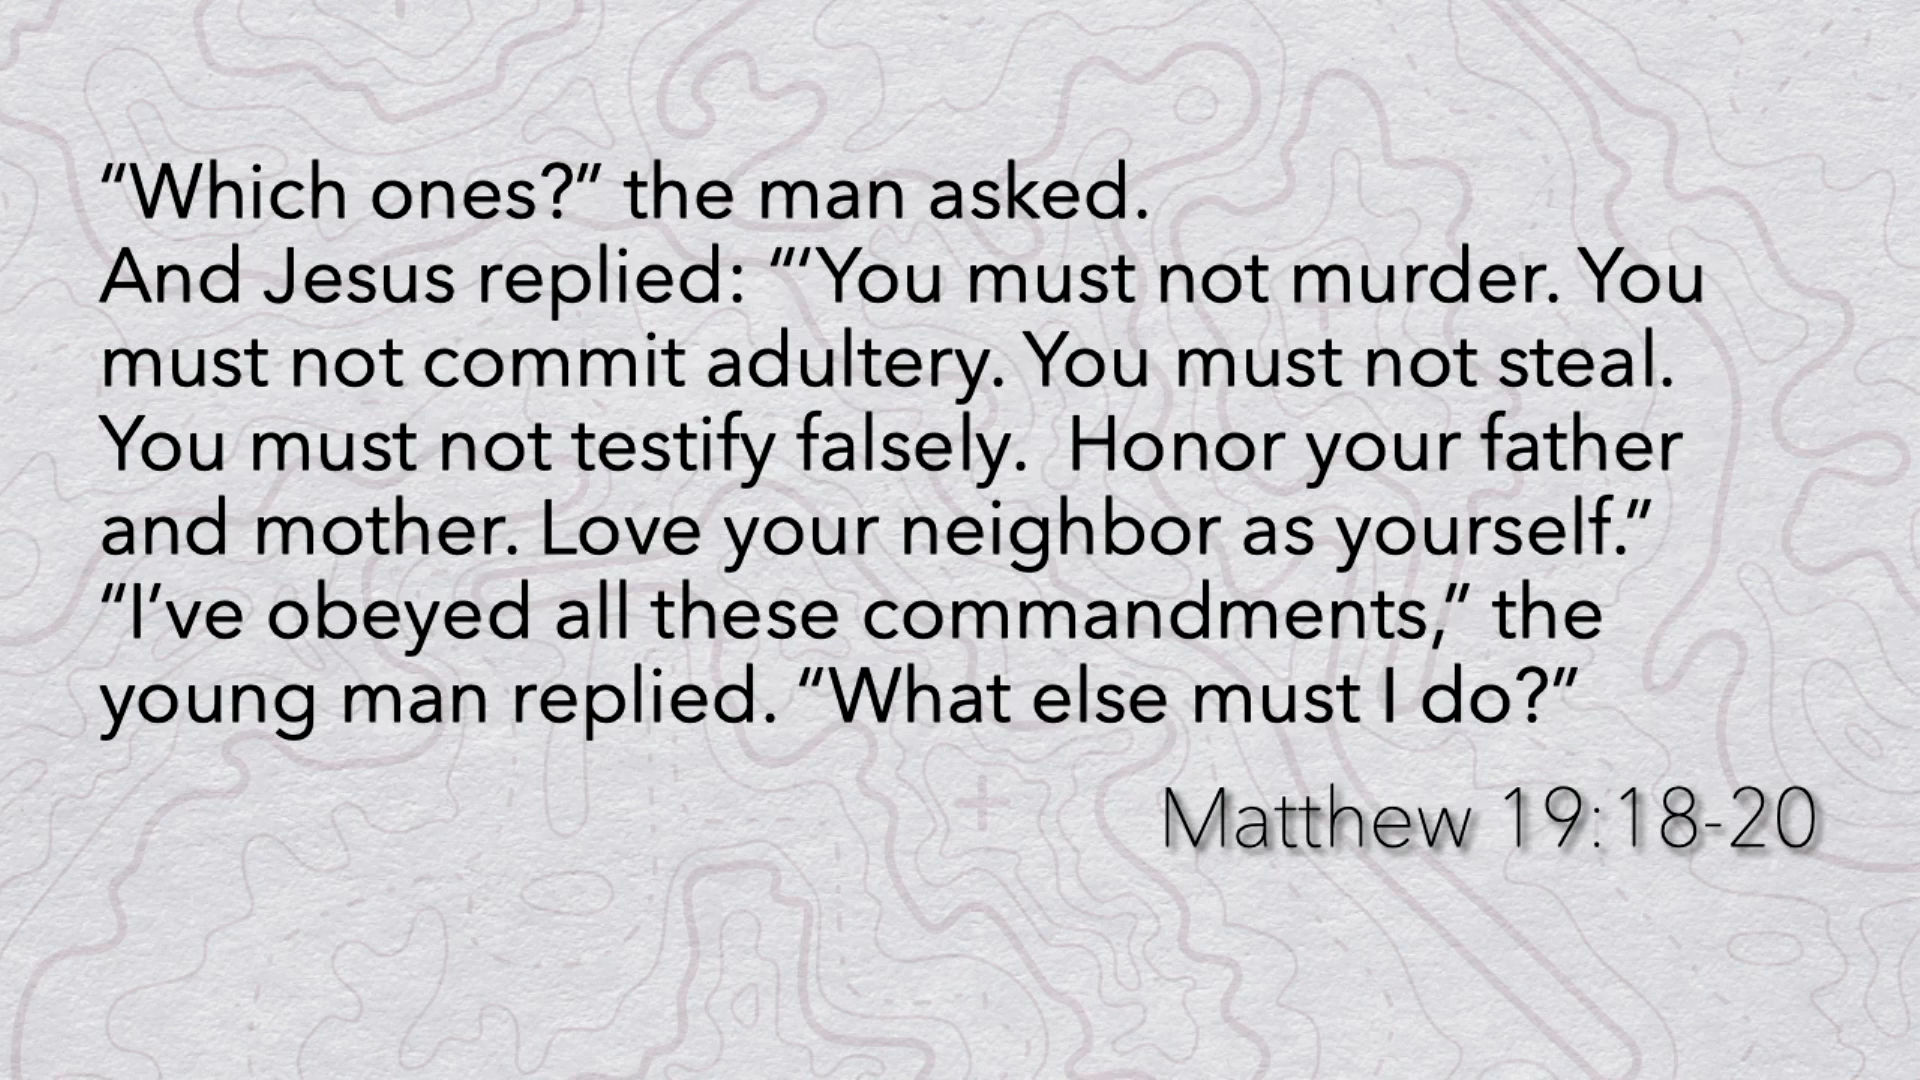 “Which ones?” the man asked.
And Jesus replied: “‘You must not murder. You
must not commit adultery. You must not steal.
You must not testify falsely.  Honor your father
and mother. Love your neighbor as yourself.”
“I’ve obeyed all these commandments,” the
young man replied. “What else must I do?”
Matthew 19:18-20